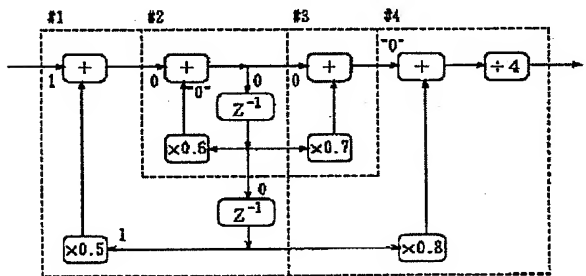 #1 #2 #3 #4
"0"
+ + + + ÷4
1 0 "0" 0 0
Z⁻¹
×0.6 ×0.7
0
Z⁻¹
×0.5 1 ×0.8